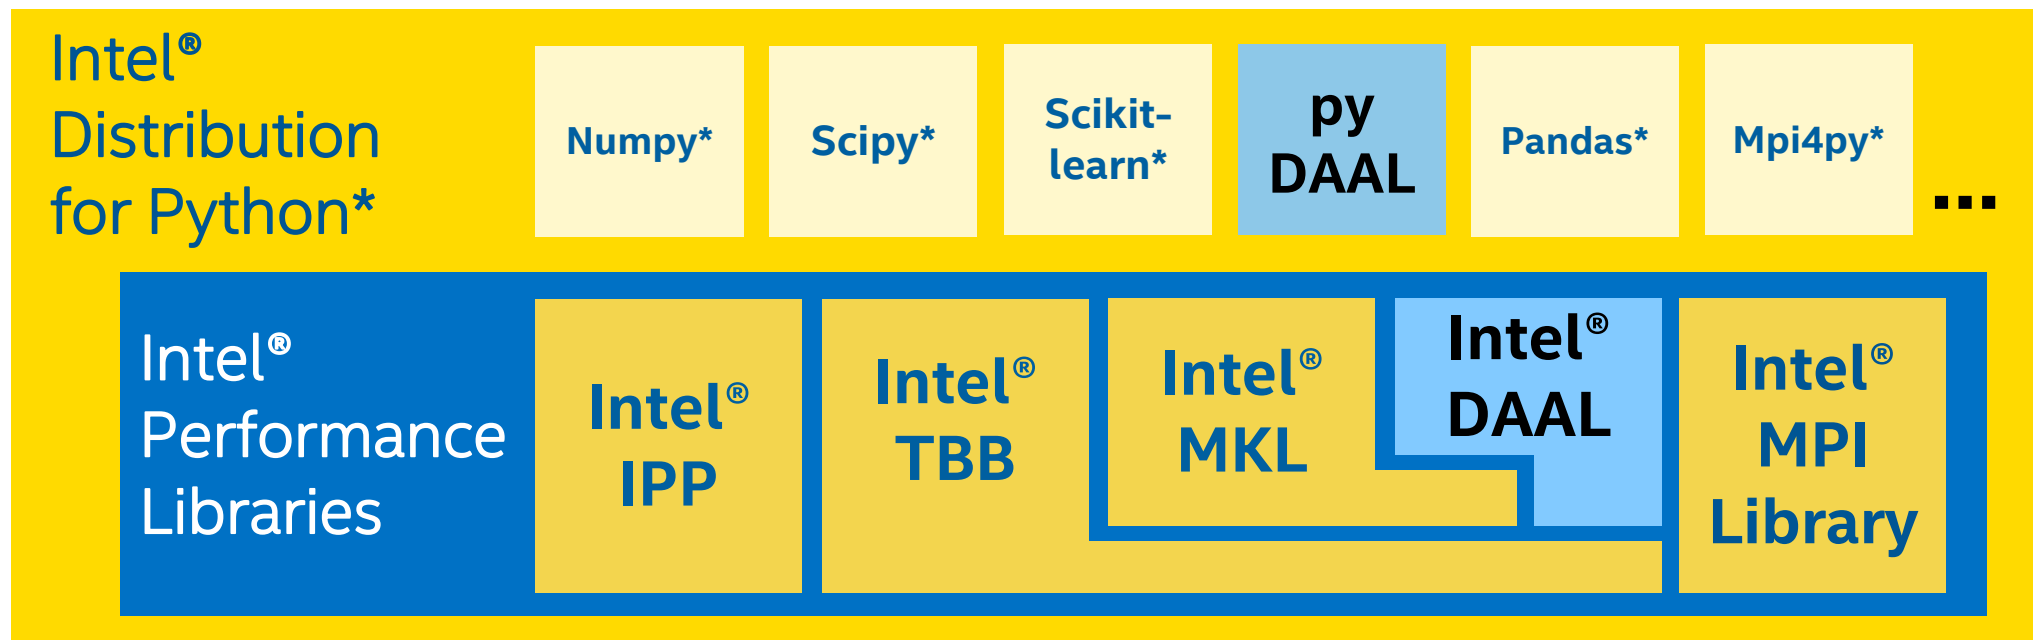 Intel®
Distribution
for Python*
Numpy*
Scipy*
Scikit-
learn*
py
DAAL
Pandas*
Mpi4py*
...
Intel®
Performance
Libraries
Intel®
IPP
Intel®
TBB
Intel®
MKL
Intel®
DAAL
Intel®
MPI
Library